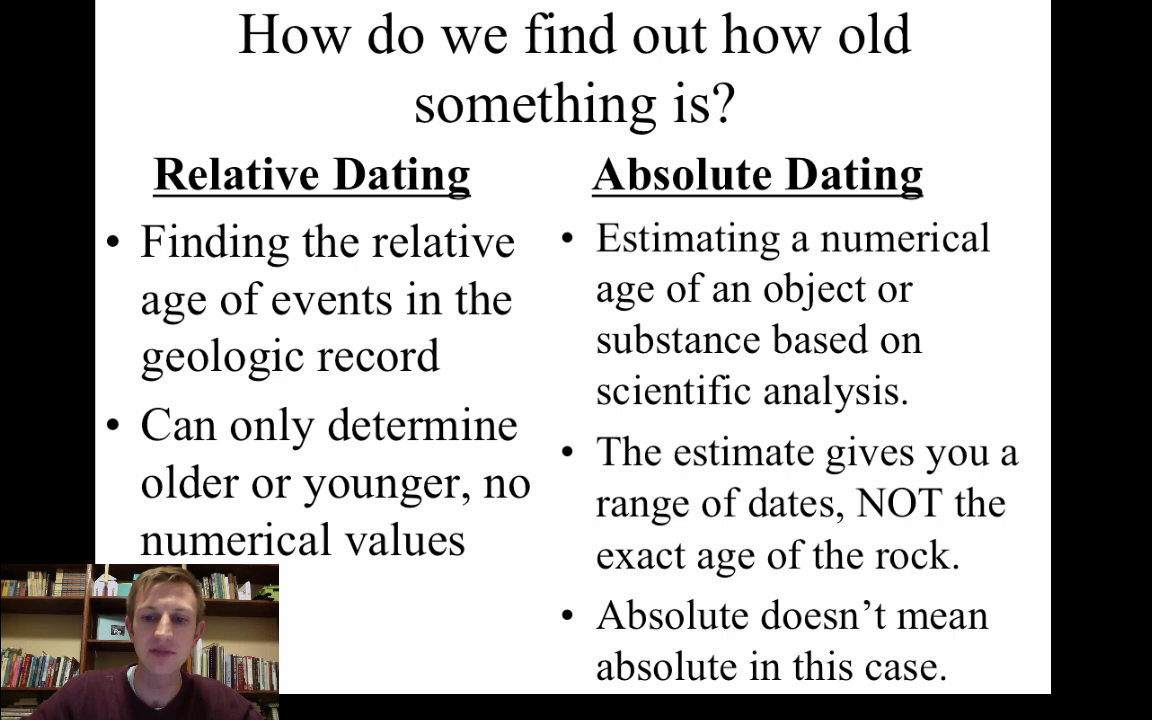 How do we find out how old
something is?
Relative Dating
• Finding the relative
age of events in the
geologic record
• Can only determine
older or younger, no
numerical values
Absolute Dating
• Estimating a numerical
age of an object or
substance based on
scientific analysis.
• The estimate gives you a
range of dates, NOT the
exact age of the rock.
• Absolute doesn’t mean
absolute in this case.